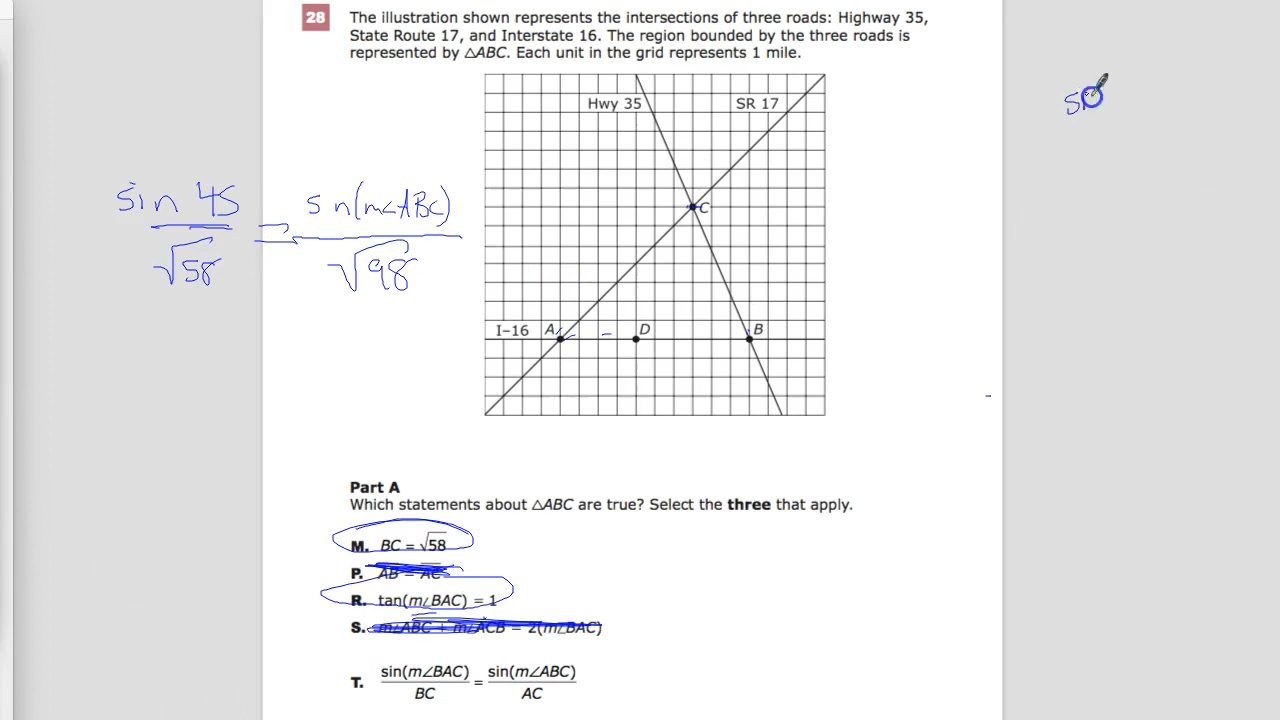 28 The illustration shown represents the intersections of three roads: Highway 35,
State Route 17, and Interstate 16. The region bounded by the three roads is
represented by △ABC. Each unit in the grid represents 1 mile.
Hwy 35
SR 17
C
I–16
A
D
B
sin 45 / √58 = sin(m∠ABC) / √98
Part A
Which statements about △ABC are true? Select the three that apply.
M. BC = √58
P. AB = AC
R. tan(m∠BAC) = 1
S. m∠ABC + m∠ACB = 2(m∠BAC)
T. sin(m∠BAC) / BC = sin(m∠ABC) / AC